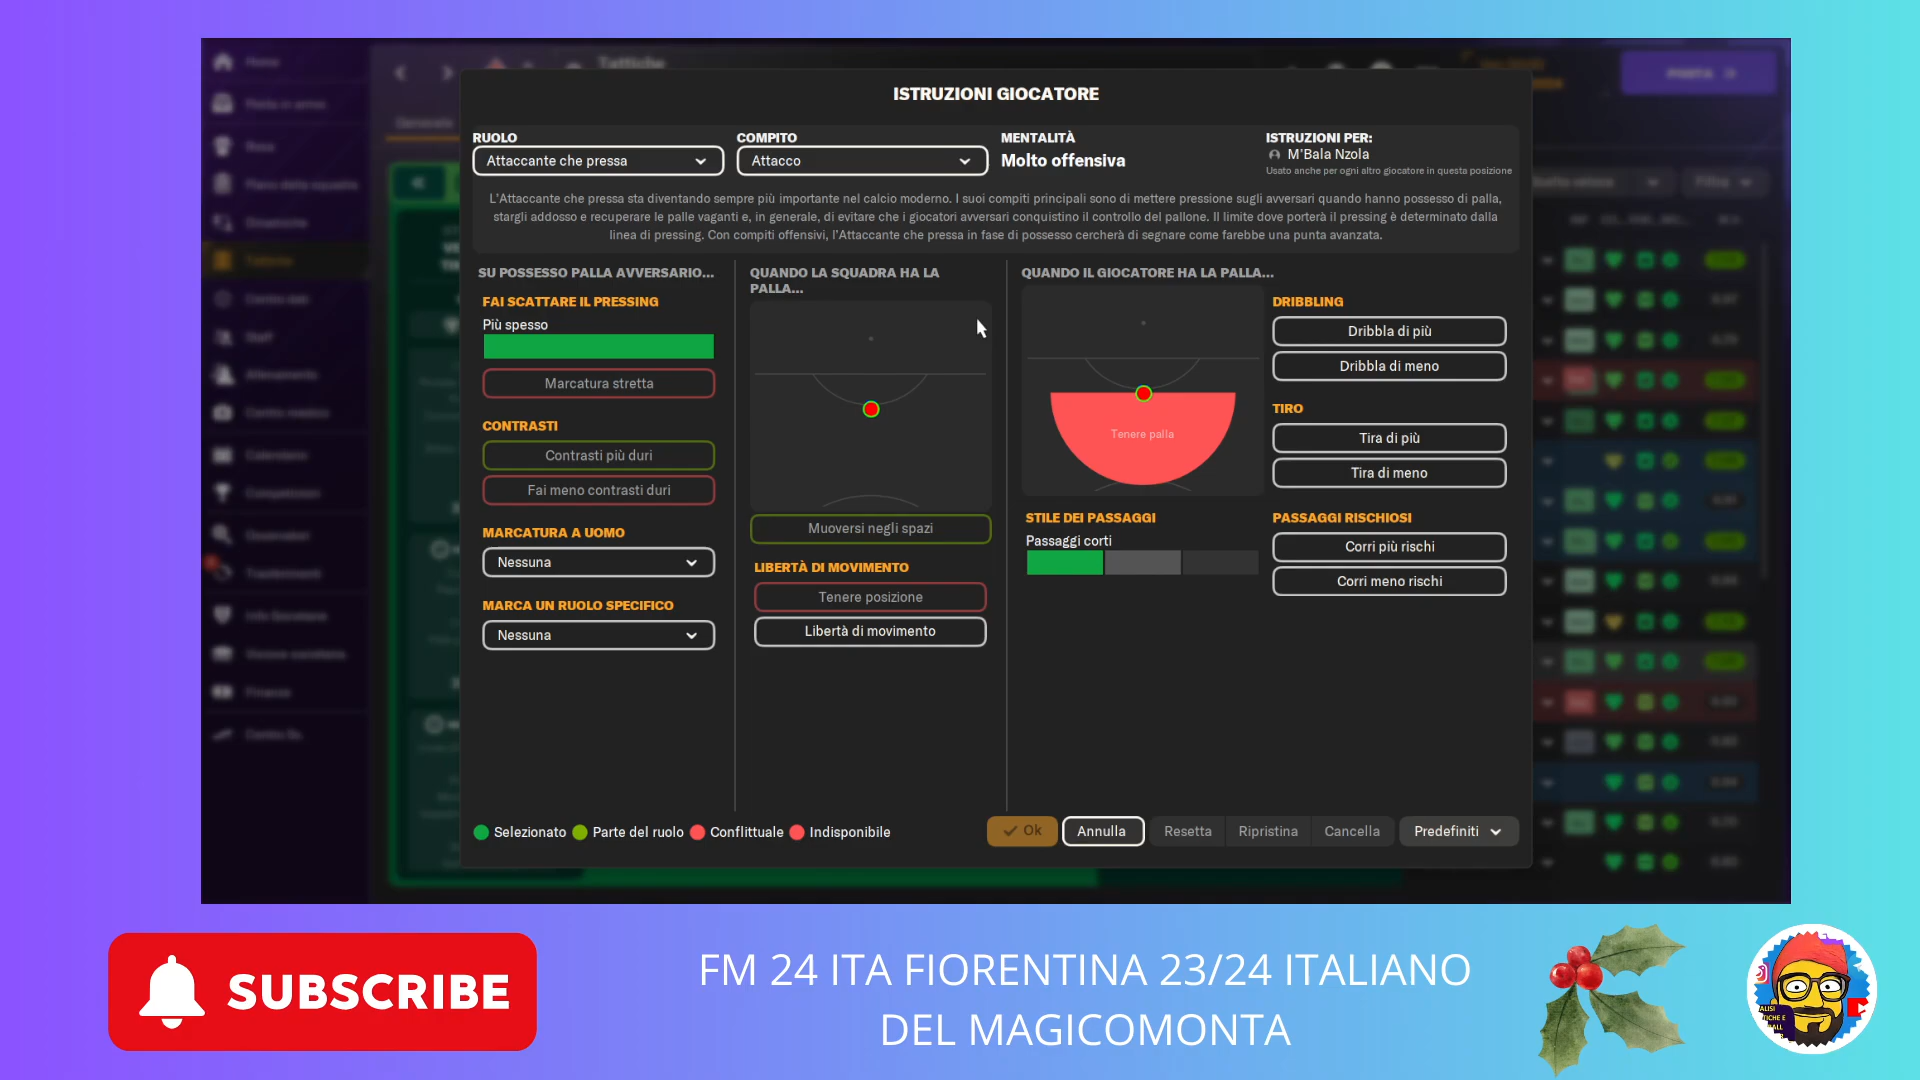 Home
Rosa
Tattiche
Staff
Calendario
Finanze
Tattiche
Generale
ISTRUZIONI GIOCATORE
RUOLO
Attaccante che pressa
COMPITO
Attacco
MENTALITÀ
Molto offensiva
ISTRUZIONI PER:
M'Bala Nzola
Usato anche per ogni altro giocatore in questa posizione
L'Attaccante che pressa sta diventando sempre più importante nel calcio moderno. I suoi compiti principali sono di mettere pressione sugli avversari quando hanno possesso di palla,
stargli addosso e recuperare le palle vaganti e, in generale, di evitare che i giocatori avversari conquistino il controllo del pallone. Il limite dove porterà il pressing è determinato dalla
linea di pressing. Con compiti offensivi, l'Attaccante che pressa in fase di possesso cercherà di segnare come farebbe una punta avanzata.
SU POSSESSO PALLA AVVERSARIO...
FAI SCATTARE IL PRESSING
Più spesso
Marcatura stretta
CONTRASTI
Contrasti più duri
Fai meno contrasti duri
MARCATURA A UOMO
Nessuna
MARCA UN RUOLO SPECIFICO
Nessuna
QUANDO LA SQUADRA HA LA
PALLA...
Muoversi negli spazi
LIBERTÀ DI MOVIMENTO
Tenere posizione
Libertà di movimento
QUANDO IL GIOCATORE HA LA PALLA...
Tenere palla
STILE DEI PASSAGGI
Passaggi corti
DRIBBLING
Dribbla di più
Dribbla di meno
TIRO
Tira di più
Tira di meno
PASSAGGI RISCHIOSI
Corri più rischi
Corri meno rischi
Selezionato
Parte del ruolo
Conflittuale
Indisponibile
Ok
Annulla
Resetta
Ripristina
Cancella
Predefiniti
SUBSCRIBE
FM 24 ITA FIORENTINA 23/24 ITALIANO
DEL MAGICOMONTA